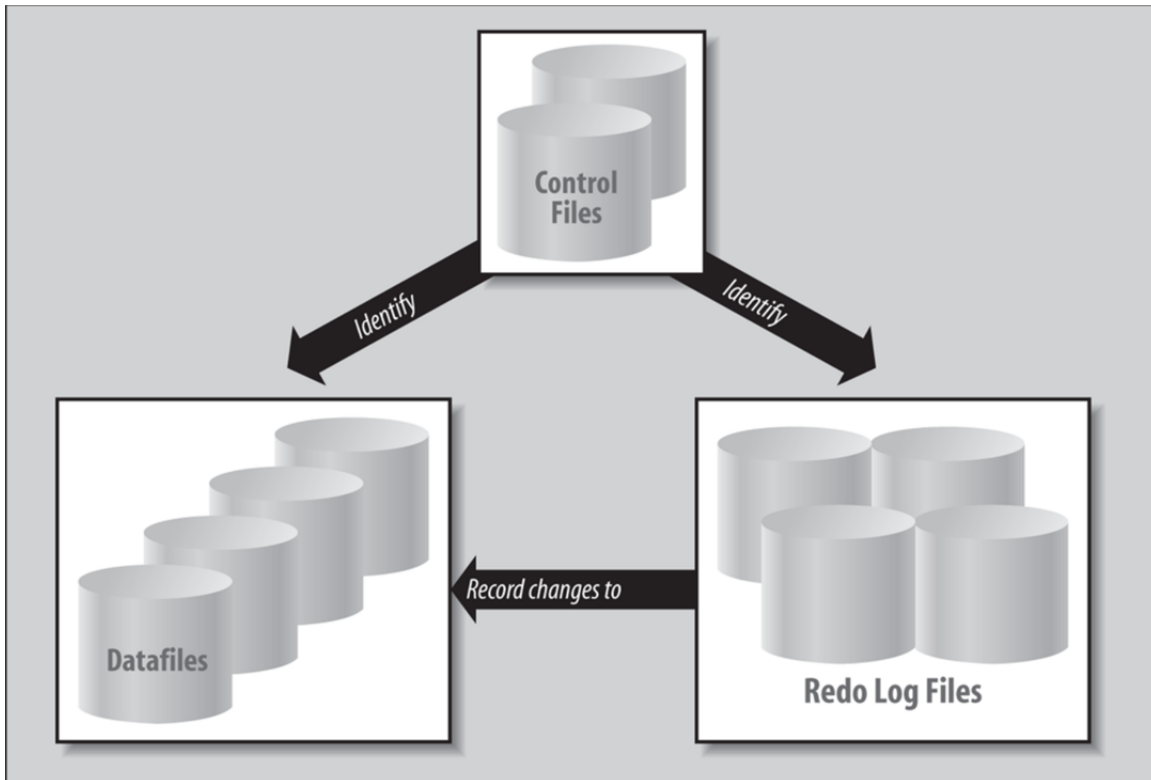 Control
Files
Identify
Identify
Record changes to
Datafiles
Redo Log Files